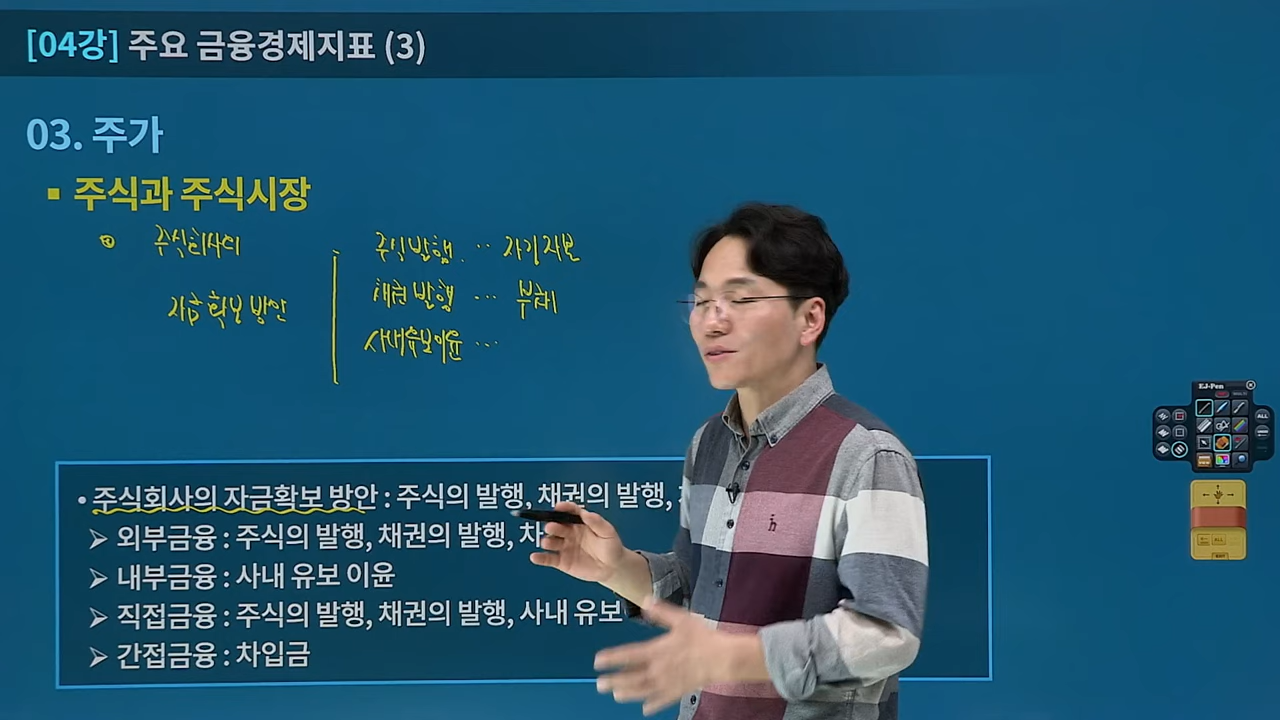 [04강] 주요 금융경제지표 (3)
03. 주가
▪ 주식과 주식시장
주식회사의
자금확보 방안
주식발행 ··· 자기자본
채권발행 ··· 부채
사내유보이윤 ···
• 주식회사의 자금확보 방안 : 주식의 발행, 채권의 발행,
➢ 외부금융 : 주식의 발행, 채권의 발행,
➢ 내부금융 : 사내 유보 이윤
➢ 직접금융 : 주식의 발행, 채권의 발행, 사내 유보
➢ 간접금융 : 차입금
EJ-Pen
ALL
ALL